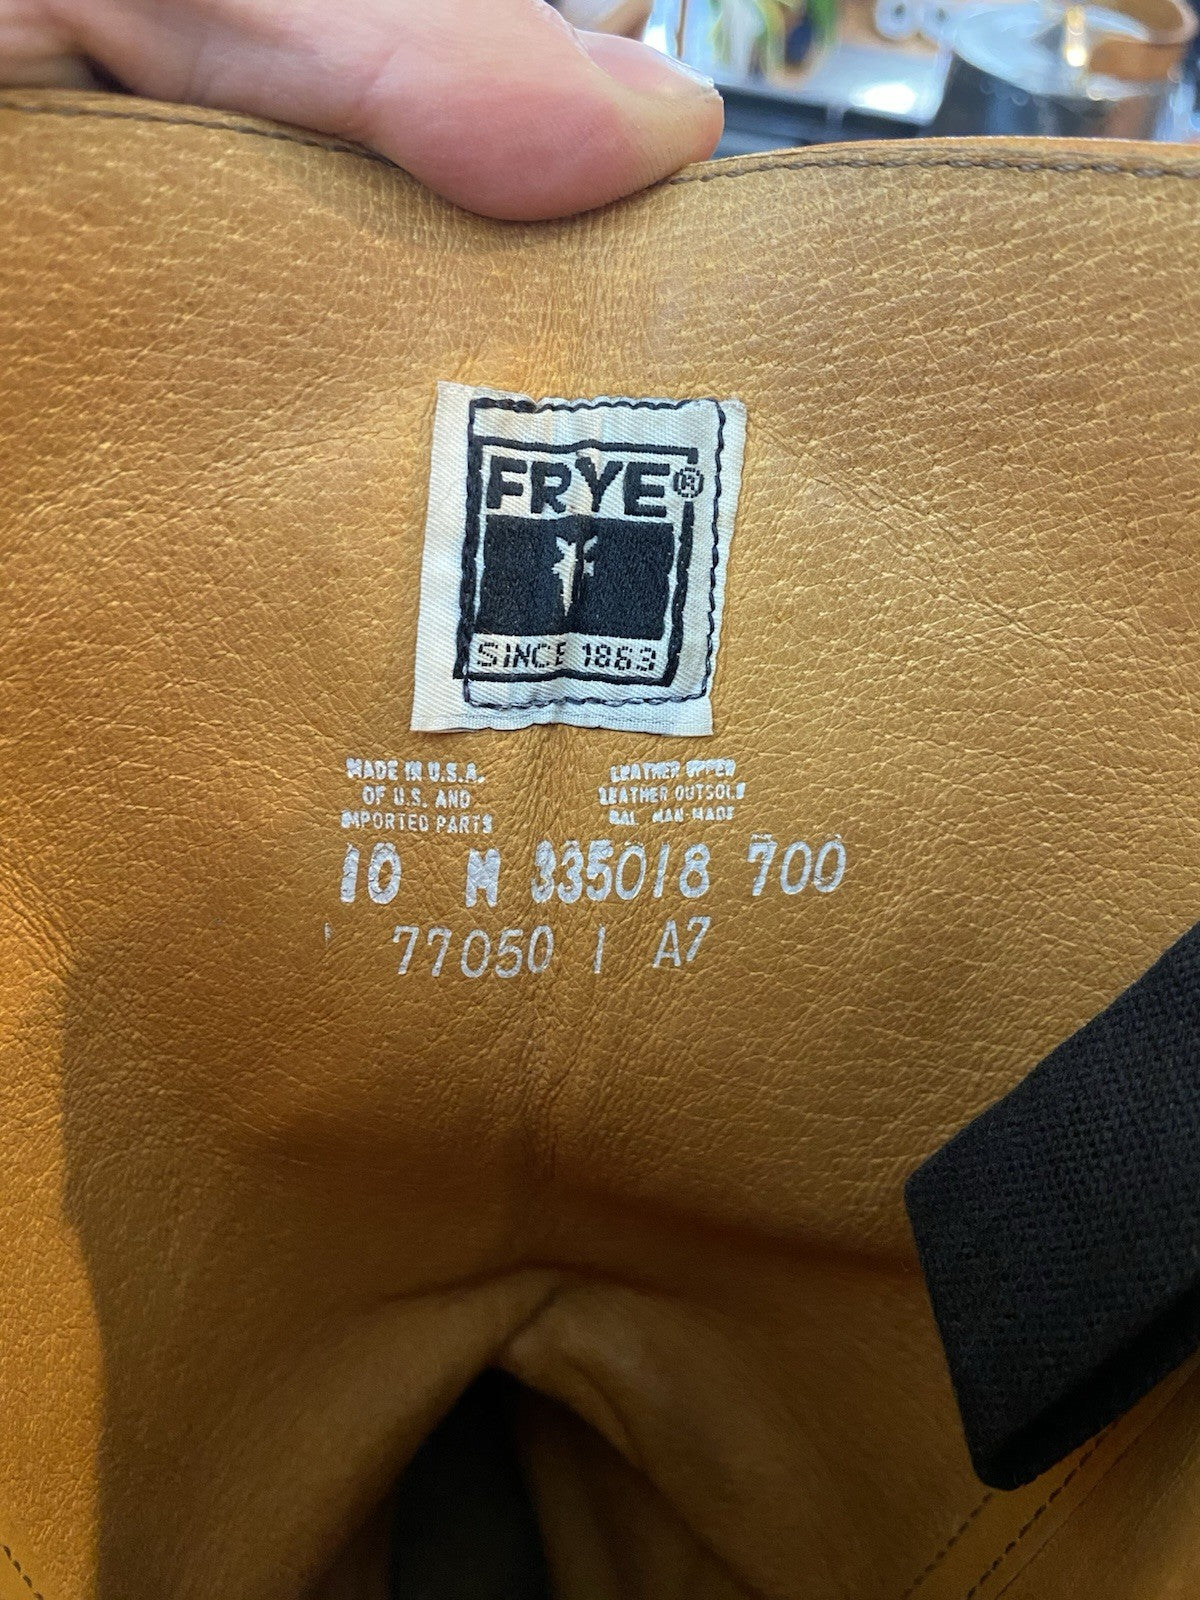 FRYE®
SINCE 1863
MADE IN U.S.A.
OF U.S. AND
IMPORTED PARTS
LEATHER UPPER
LEATHER OUTSOLE
BAL. MAN-MADE
10 M 335018 700
77050 1 A7